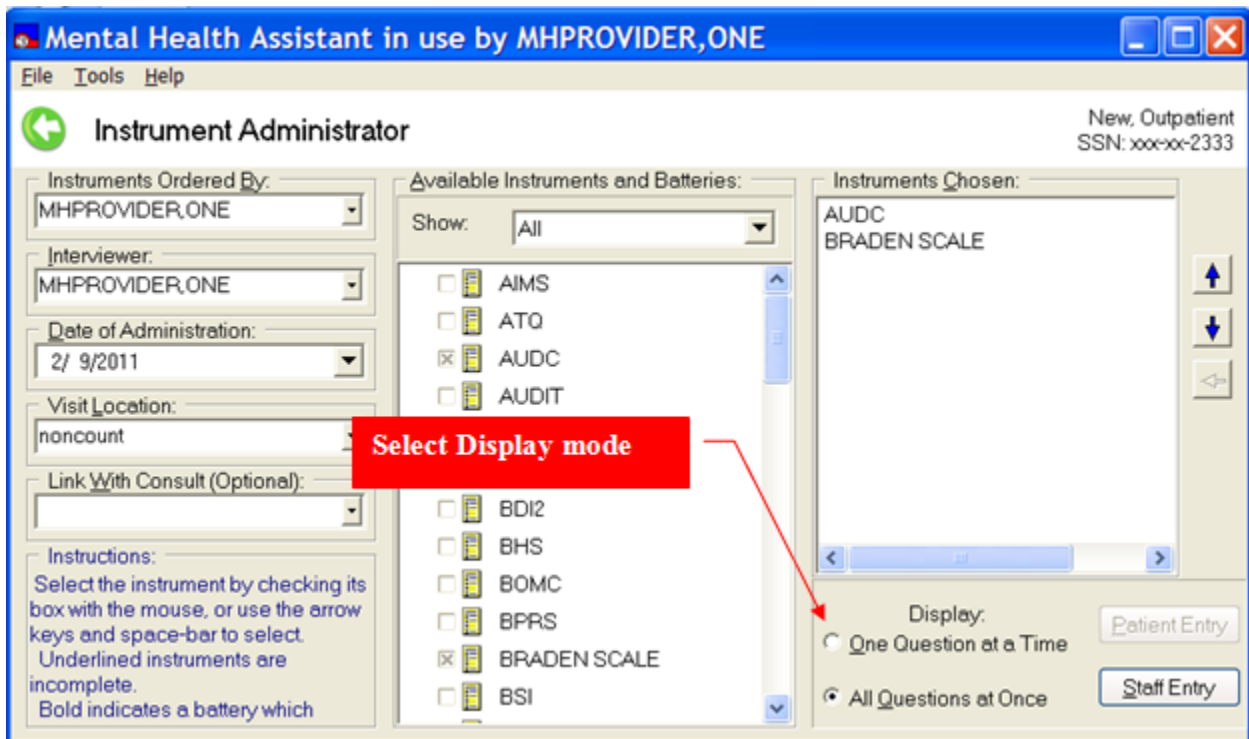 Mental Health Assistant in use by MHPROVIDER,ONE
File Tools Help
Instrument Administrator
New, Outpatient
SSN: xxx-xx-2333
Instruments Ordered By:
MHPROVIDER,ONE
Interviewer:
MHPROVIDER,ONE
Date of Administration:
2/ 9/2011
Visit Location:
noncount
Link With Consult (Optional):
Instructions:
Select the instrument by checking its
box with the mouse, or use the arrow
keys and space-bar to select.
Underlined instruments are
incomplete.
Bold indicates a battery which
Available Instruments and Batteries:
Show: All
AIMS
ATQ
AUDC
AUDIT
Select Display mode
BDI2
BHS
BOMC
BPRS
BRADEN SCALE
BSI
Instruments Chosen:
AUDC
BRADEN SCALE
Display:
One Question at a Time
All Questions at Once
Patient Entry
Staff Entry